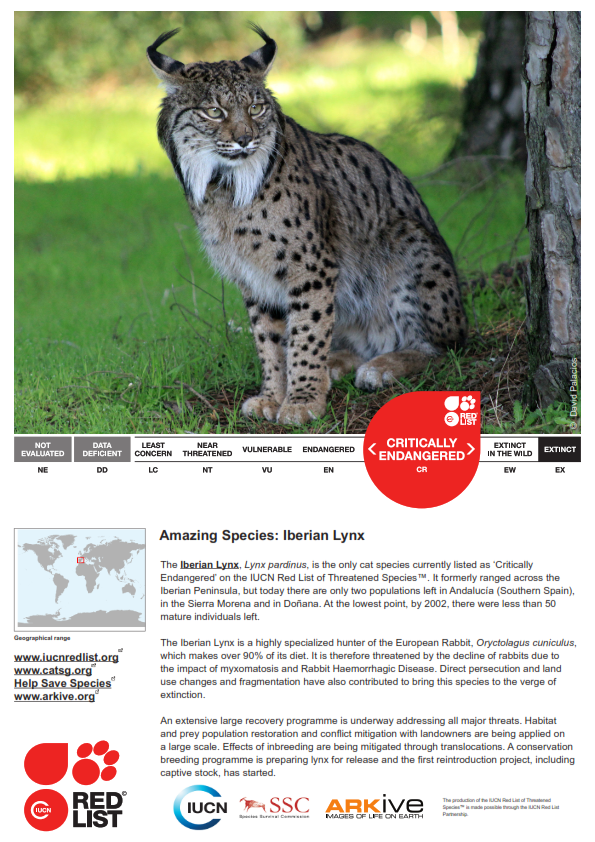 © David Palacios
RED
LIST
NOT
EVALUATED
DATA
DEFICIENT
LEAST
CONCERN
NEAR
THREATENED
VULNERABLE
ENDANGERED
< CRITICALLY
ENDANGERED >
EXTINCT
IN THE WILD
EXTINCT
NE
DD
LC
NT
VU
EN
CR
EW
EX
Amazing Species: Iberian Lynx
The Iberian Lynx, Lynx pardinus, is the only cat species currently listed as ‘Critically
Endangered’ on the IUCN Red List of Threatened Species™. It formerly ranged across the
Iberian Peninsula, but today there are only two populations left in Andalucía (Southern Spain),
in the Sierra Morena and in Doñana. At the lowest point, by 2002, there were less than 50
mature individuals left.
Geographical range
www.iucnredlist.org
www.catsg.org
Help Save Species
www.arkive.org
The Iberian Lynx is a highly specialized hunter of the European Rabbit, Oryctolagus cuniculus,
which makes over 90% of its diet. It is therefore threatened by the decline of rabbits due to
the impact of myxomatosis and Rabbit Haemorrhagic Disease. Direct persecution and land
use changes and fragmentation have also contributed to bring this species to the verge of
extinction.
An extensive large recovery programme is underway addressing all major threats. Habitat
and prey population restoration and conflict mitigation with landowners are being applied on
a large scale. Effects of inbreeding are being mitigated through translocations. A conservation
breeding programme is preparing lynx for release and the first reintroduction project, including
captive stock, has started.
IUCN
RED
LIST
IUCN
SSC
Species Survival Commission
ARKive
IMAGES OF LIFE ON EARTH
The production of the IUCN Red List of Threatened
Species™ is made possible through the IUCN Red List
Partnership.